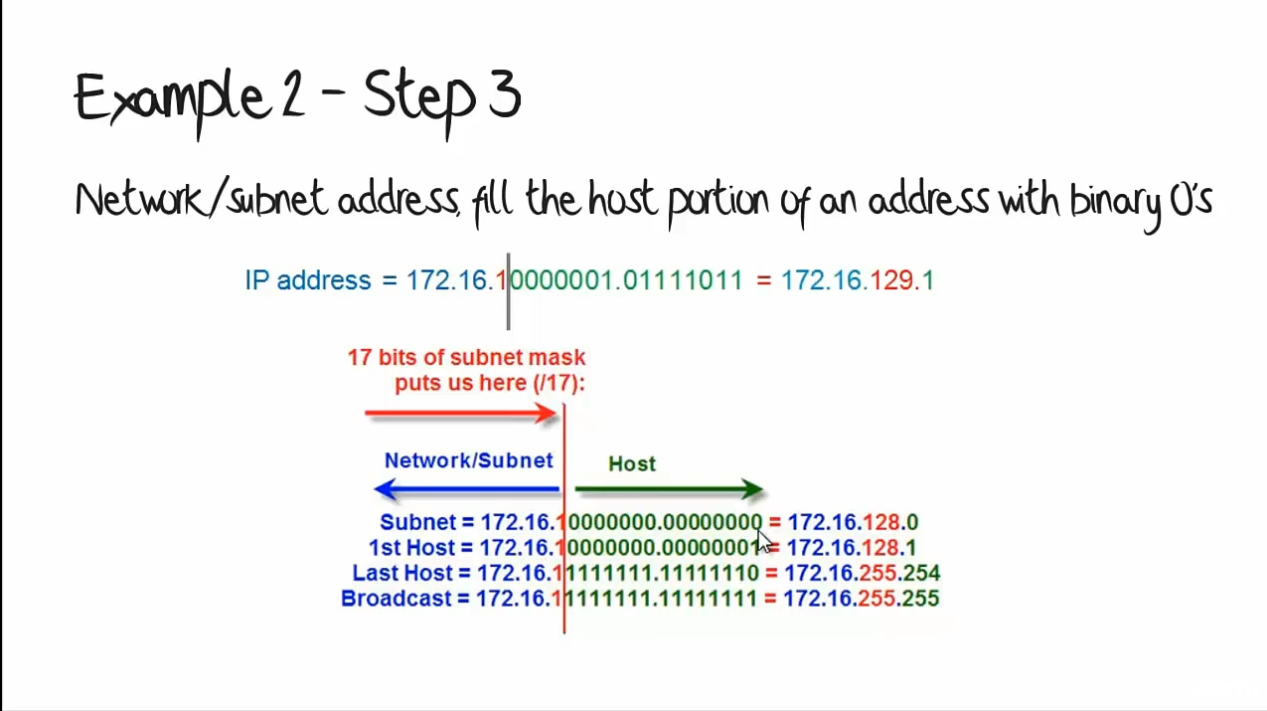 Example 2 - Step 3
Network/subnet address, fill the host portion of an address with binary 0's
IP address = 172.16.10000001.01111011 = 172.16.129.1
17 bits of subnet mask
puts us here (/17):
Network/Subnet Host
Subnet = 172.16.10000000.00000000 = 172.16.128.0
1st Host = 172.16.10000000.00000001 = 172.16.128.1
Last Host = 172.16.11111111.11111110 = 172.16.255.254
Broadcast = 172.16.11111111.11111111 = 172.16.255.255